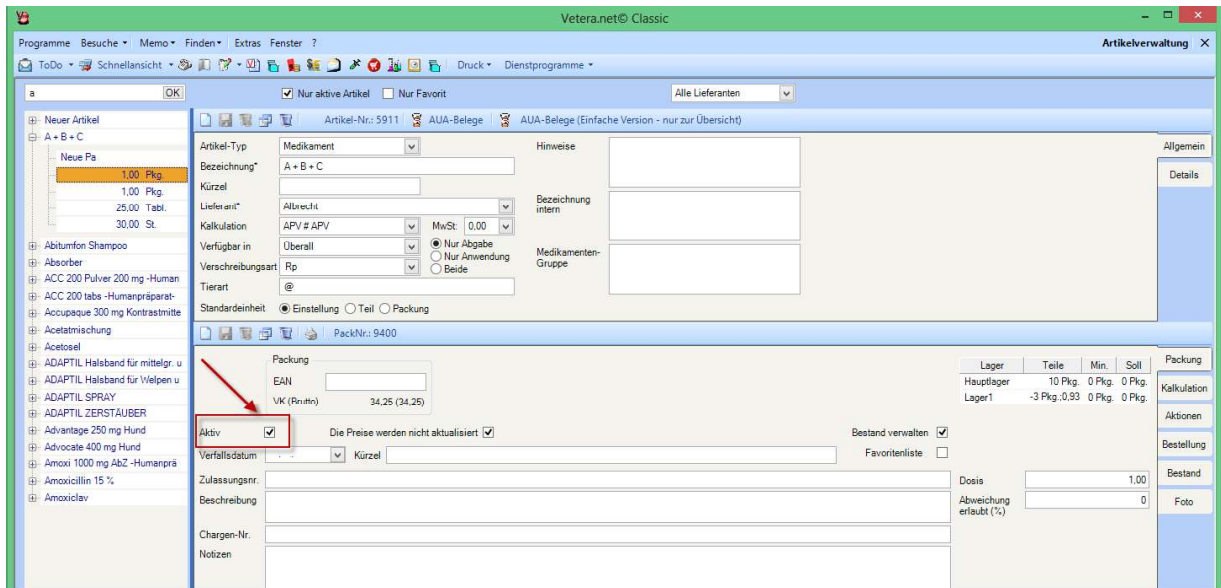 Vetera.net© Classic
Programme Besuche Memo Finden Extras Fenster ? Artikelverwaltung X
ToDo Schnellansicht Druck Dienstprogramme
a OK Nur aktive Artikel Nur Favorit Alle Lieferanten
Neuer Artikel
A + B + C
Neue Pa
1,00 Pkg.
1,00 Pkg.
25,00 Tabl.
30,00 St.
Abitumfon Shampoo
Absorber
ACC 200 Pulver 200 mg -Human
ACC 200 tabs -Humanpräparat-
Accupaque 300 mg Kontrastmitte
Acetatmischung
Acetosel
ADAPTIL Halsband für mittelgr. u
ADAPTIL Halsband für Welpen u
ADAPTIL SPRAY
ADAPTIL ZERSTÄUBER
Advantage 250 mg Hund
Advocate 400 mg Hund
Amoxi 1000 mg AbZ -Humanprä
Amoxicillin 15 %
Amoxiclav
Artikel-Nr.: 5911 AUA-Belege AUA-Belege (Einfache Version - nur zur Übersicht)
Artikel-Typ Medikament
Bezeichnung* A + B + C
Kürzel
Lieferant* Albrecht
Kalkulation APV # APV MwSt: 0,00
Verfügbar in Überall
Verschreibungsart Rp
Nur Abgabe
Nur Anwendung
Beide
Tierart @
Standardeinheit Einstellung Teil Packung
Hinweise
Bezeichnung
intern
Medikamenten-
Gruppe
Allgemein
Details
PackNr.: 9400
Packung
EAN
VK (Brutto) 34,25 (34,25)
Lager Teile Min. Soll
Hauptlager 10 Pkg. 0 Pkg. 0 Pkg.
Lager1 -3 Pkg.;0,93 0 Pkg. 0 Pkg.
Aktiv Die Preise werden nicht aktualisiert Bestand verwalten
Verfallsdatum Kürzel Favoritenliste
Zulassungsnr. Dosis 1,00
Beschreibung Abweichung
erlaubt (%) 0
Chargen-Nr.
Notizen
Packung
Kalkulation
Aktionen
Bestellung
Bestand
Foto